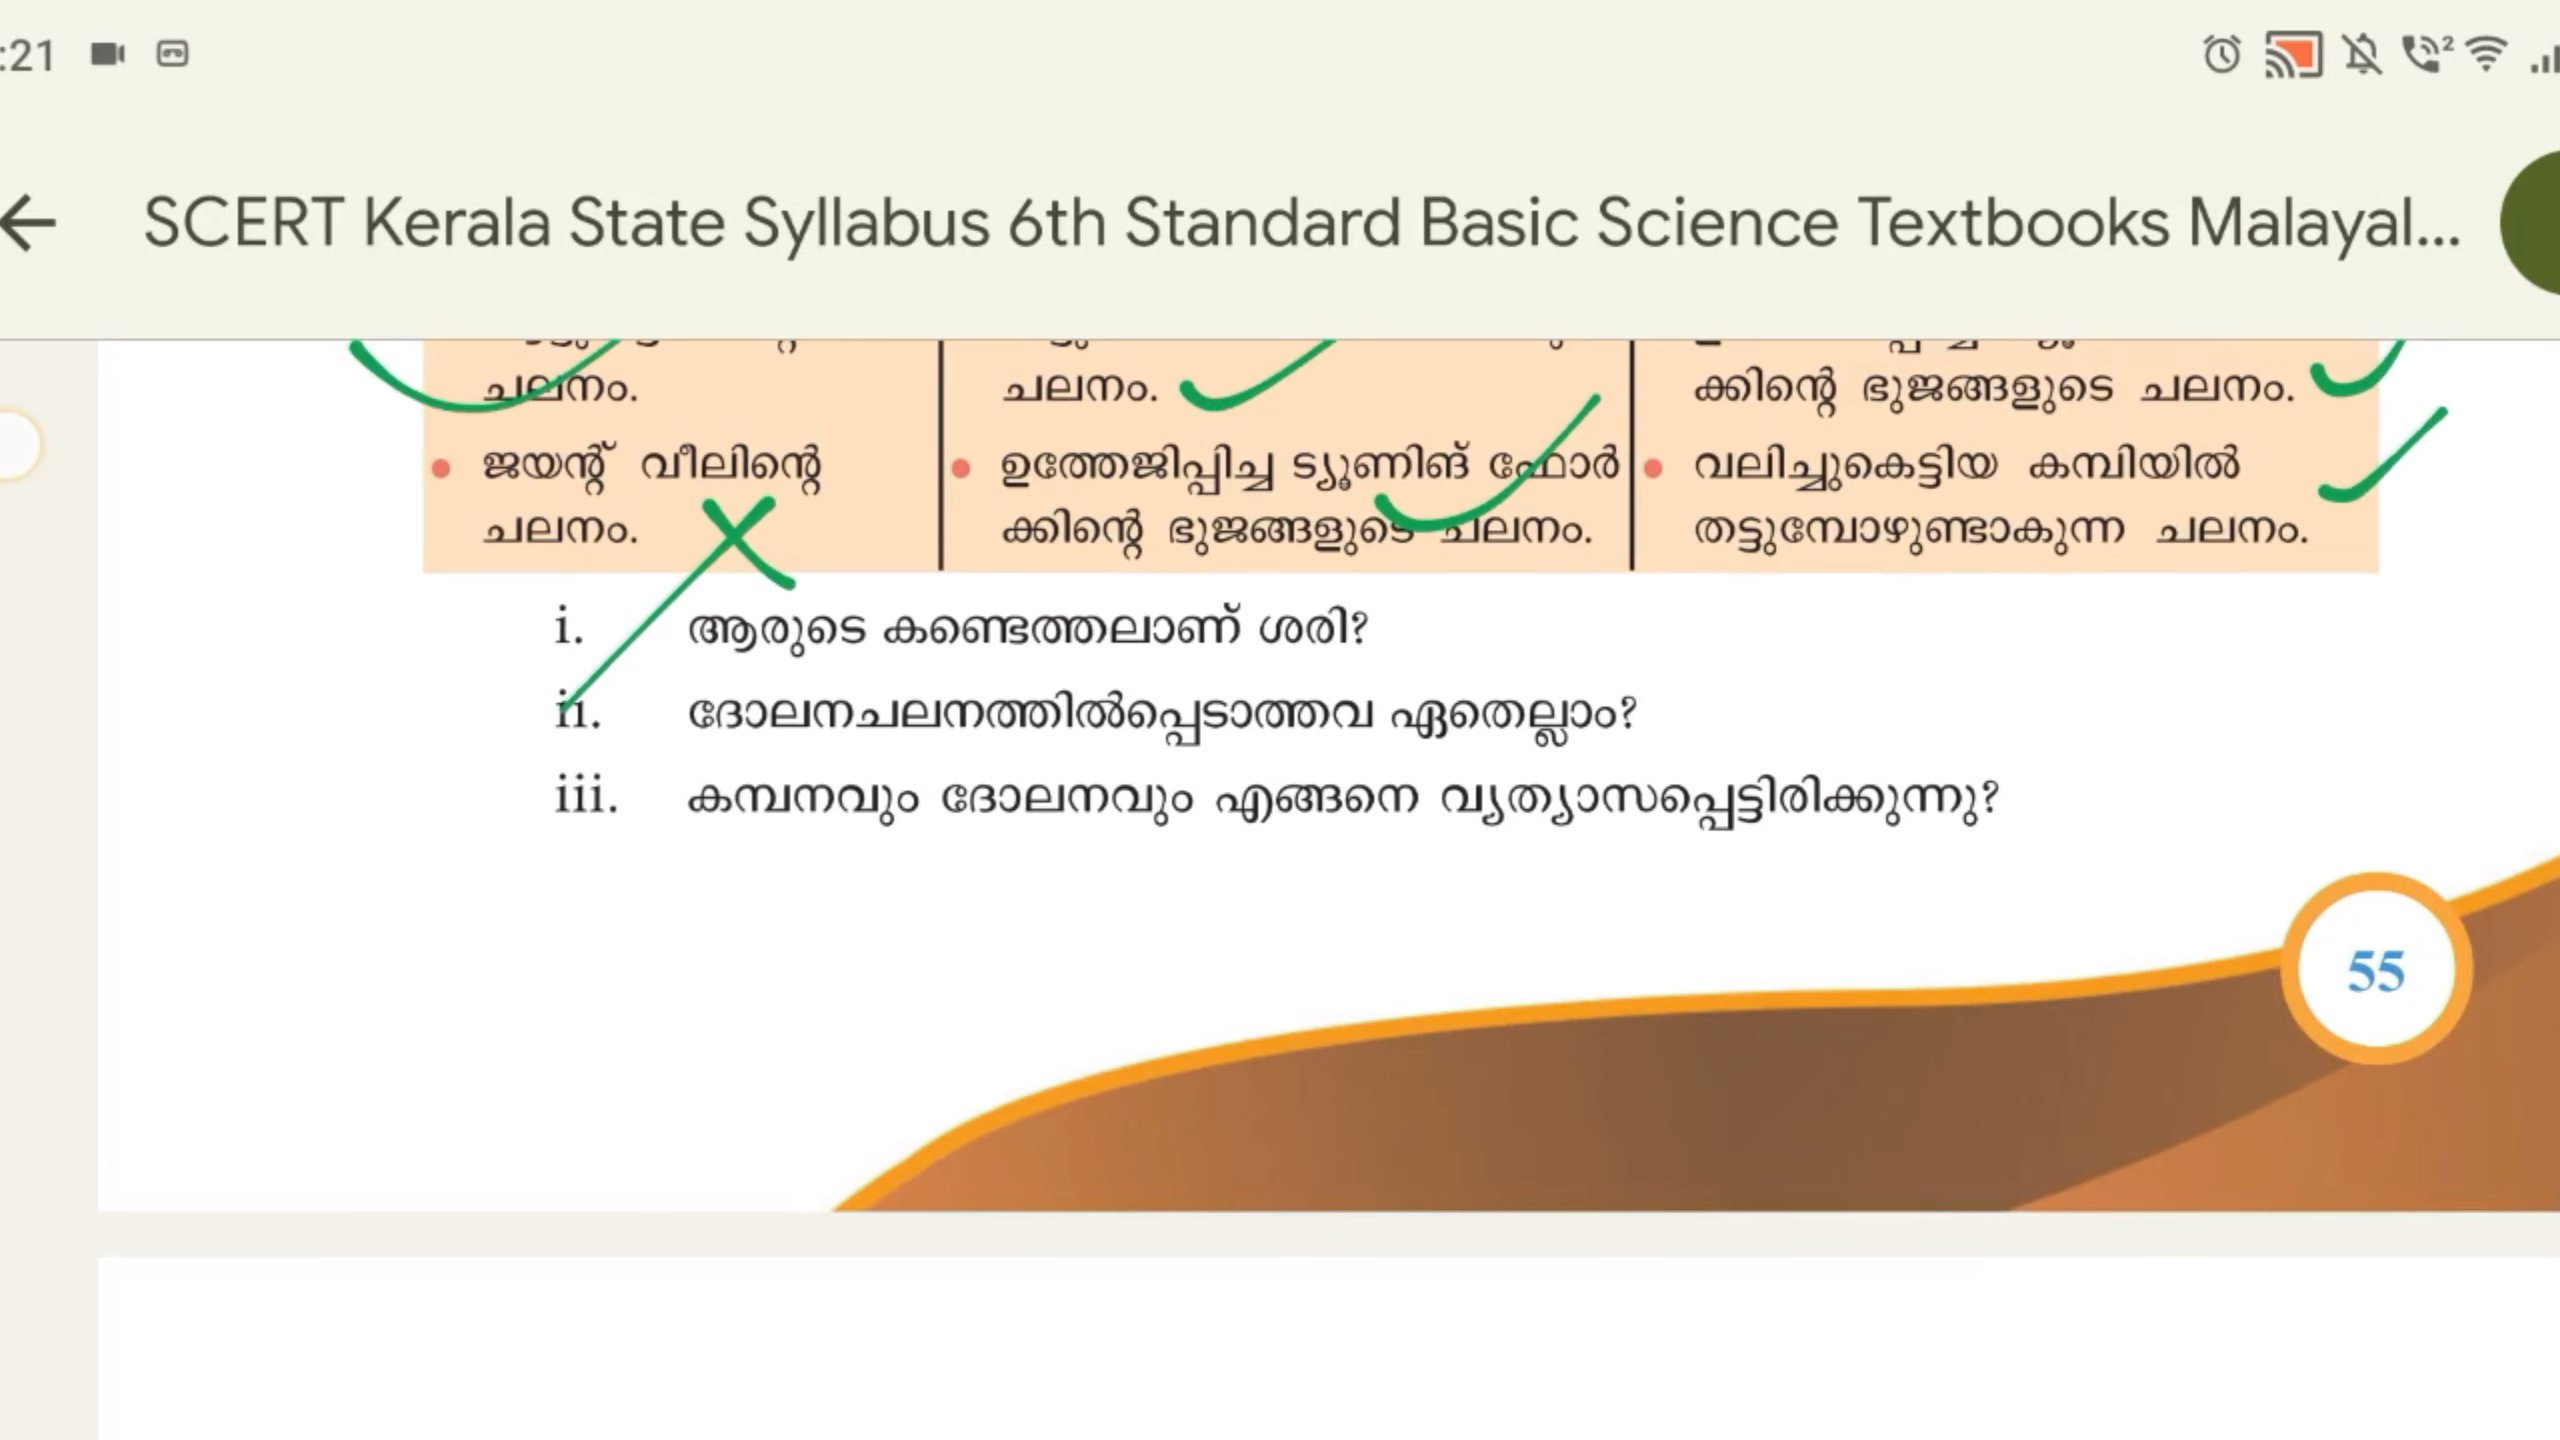 :21
2
SCERT Kerala State Syllabus 6th Standard Basic Science Textbooks Malayal...
ചലനം.
ചലനം.
ക്കിന്റെ ഭുജങ്ങളുടെ ചലനം.
• ജയന്റ് വീലിന്റെ
ചലനം.
• ഉത്തേജിപ്പിച്ച ട്യൂണിങ് ഫോർ
ക്കിന്റെ ഭുജങ്ങളുടെ ചലനം.
• വലിച്ചുകെട്ടിയ കമ്പിയിൽ
തട്ടുമ്പോഴുണ്ടാകുന്ന ചലനം.
i. ആരുടെ കണ്ടെത്തലാണ് ശരി?
ii. ദോലനചലനത്തിൽപ്പെടാത്തവ ഏതെല്ലാം?
iii. കമ്പനവും ദോലനവും എങ്ങനെ വ്യത്യാസപ്പെട്ടിരിക്കുന്നു?
55